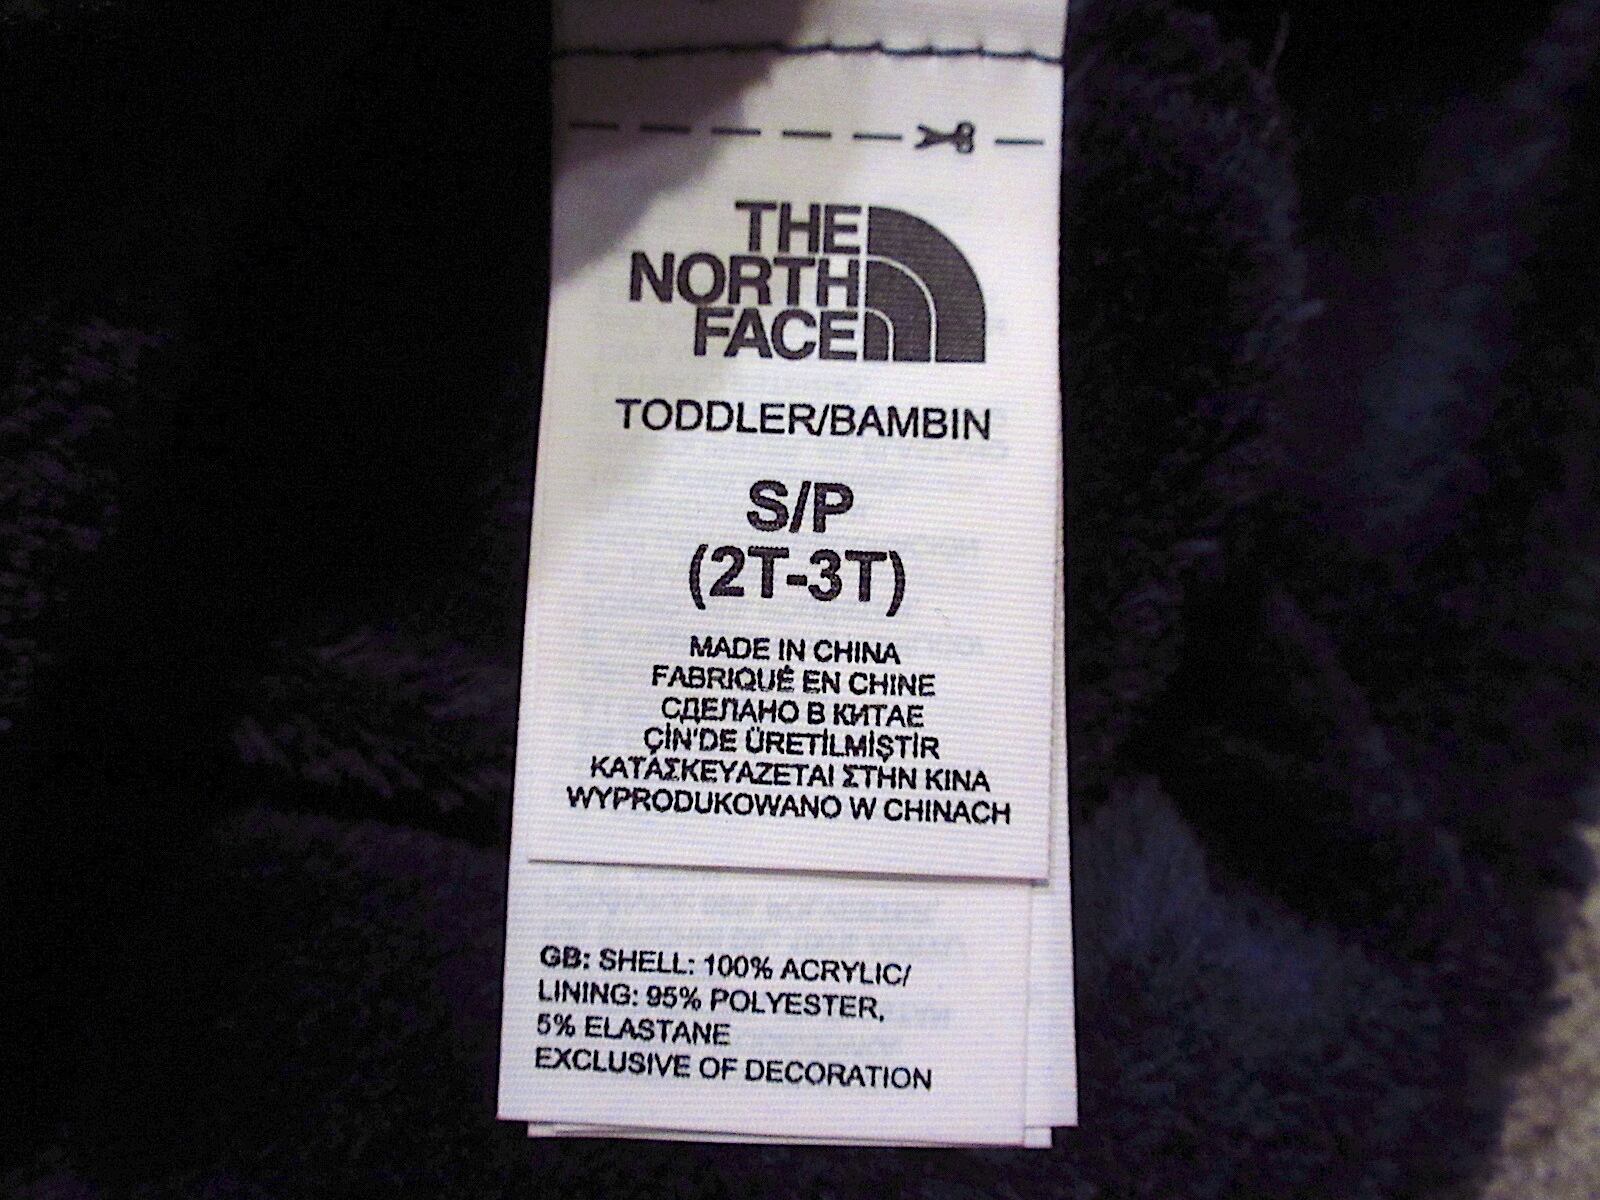 THE
NORTH
FACE
TODDLER/BAMBIN
S/P
(2T-3T)
MADE IN CHINA
FABRIQUÉ EN CHINE
СДЕЛАНО В КИТАЕ
ÇİN'DE ÜRETİLMİŞTİR
ΚΑΤΑΣΚΕΥΑΖΕΤΑΙ ΣΤΗΝ ΚΙΝΑ
WYPRODUKOWANO W CHINACH
GB: SHELL: 100% ACRYLIC/
LINING: 95% POLYESTER,
5% ELASTANE
EXCLUSIVE OF DECORATION